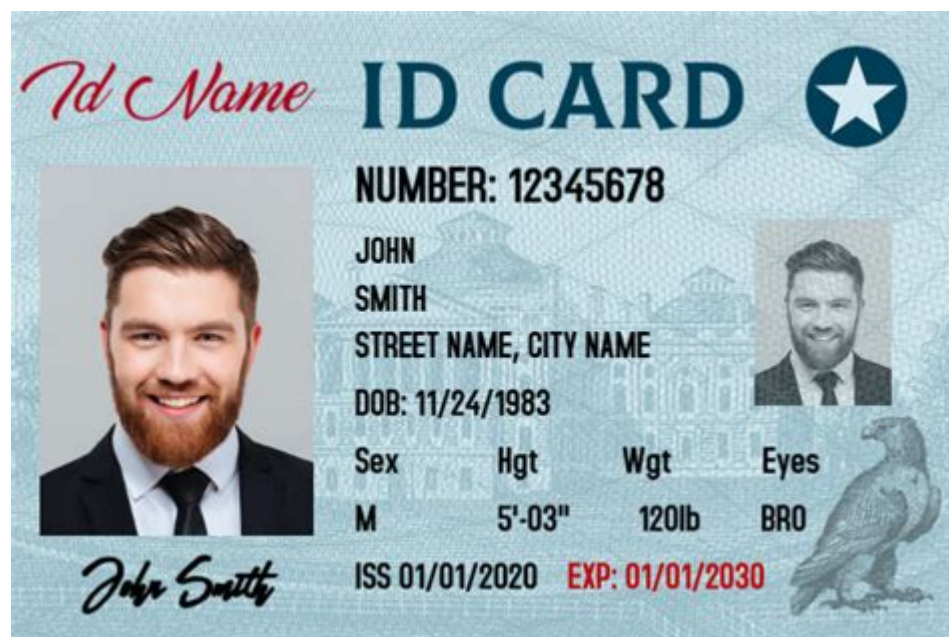 Id Name
ID CARD
NUMBER: 12345678
JOHN
SMITH
STREET NAME, CITY NAME
DOB: 11/24/1983
Sex Hgt Wgt Eyes
M 5'-03" 120lb BRO
ISS 01/01/2020 EXP: 01/01/2030
John Smith